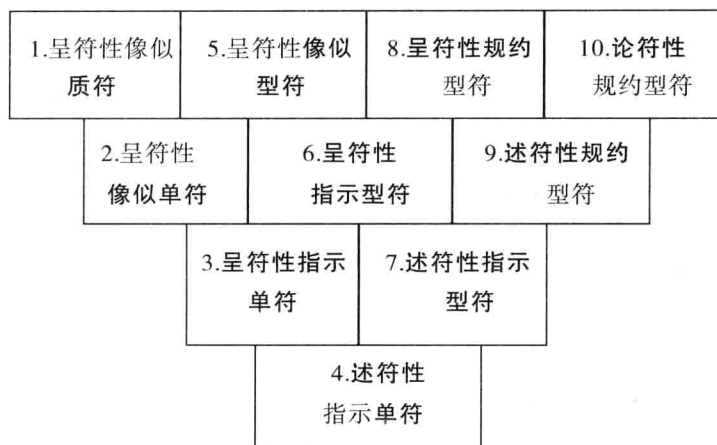 1.呈符性像似
质符
5.呈符性像似
型符
8.呈符性规约
型符
10.论符性
规约型符
2.呈符性
像似单符
6.呈符性
指示型符
9.述符性规约
型符
3.呈符性指示
单符
7.述符性指示
型符
4.述符性
指示单符